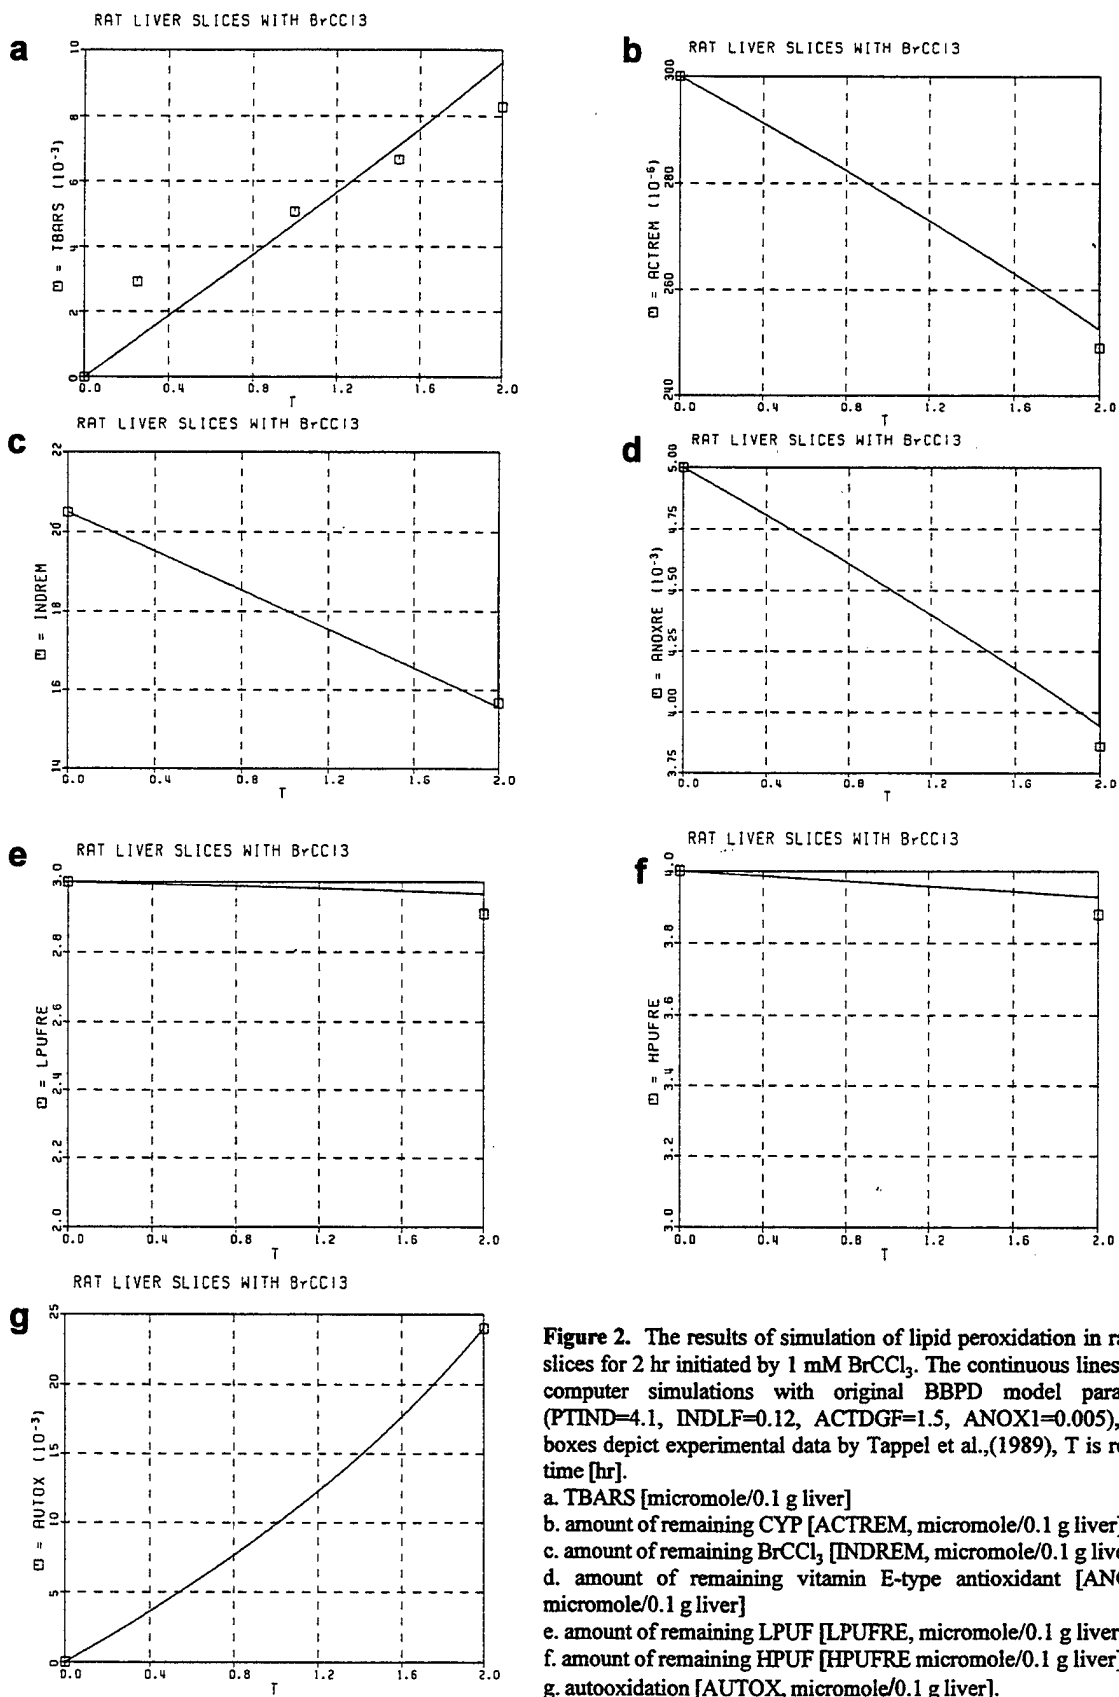 RAT LIVER SLICES WITH BrCCl3
a
10
8
6
4
2
0
⊡ = TBARS (10⁻³)
0.0 0.4 0.8 1.2 1.6 2.0
T
RAT LIVER SLICES WITH BrCCl3
b
300
280
260
240
⊡ = ACTREM (10⁻⁶)
0.0 0.4 0.8 1.2 1.6 2.0
T
RAT LIVER SLICES WITH BrCCl3
c
22
20
18
16
14
⊡ = INDREM
0.0 0.4 0.8 1.2 1.6 2.0
T
RAT LIVER SLICES WITH BrCCl3
d
5.00
4.75
4.50
4.25
4.00
3.75
⊡ = ANOXRE (10⁻³)
0.0 0.4 0.8 1.2 1.6 2.0
T
RAT LIVER SLICES WITH BrCCl3
e
3.0
2.8
2.6
2.4
2.2
2.0
⊡ = LPUFRE
0.0 0.4 0.8 1.2 1.6 2.0
T
RAT LIVER SLICES WITH BrCCl3
f
4.0
3.8
3.6
3.4
3.2
3.0
⊡ = HPUFRE
0.0 0.4 0.8 1.2 1.6 2.0
T
RAT LIVER SLICES WITH BrCCl3
g
25
20
15
10
5
0
⊡ = AUTOX (10⁻³)
0.0 0.4 0.8 1.2 1.6 2.0
T
Figure 2. The results of simulation of lipid peroxidation in
slices for 2 hr initiated by 1 mM BrCCl₃. The continuous lines
computer simulations with original BBPD model
(PTIND=4.1, INDLF=0.12, ACTDGF=1.5, ANOX1=0.005),
boxes depict experimental data by Tappel et al.,(1989), T is
time [hr].
a. TBARS [micromole/0.1 g liver]
b. amount of remaining CYP [ACTREM, micromole/0.1 g liver]
c. amount of remaining BrCCl₃ [INDREM, micromole/0.1 g
d. amount of remaining vitamin E-type antioxidant
micromole/0.1 g liver]
e. amount of remaining LPUF [LPUFRE, micromole/0.1 g liver
f. amount of remaining HPUF [HPUFRE micromole/0.1 g liver]
g. autooxidation [AUTOX, micromole/0.1 g liver].